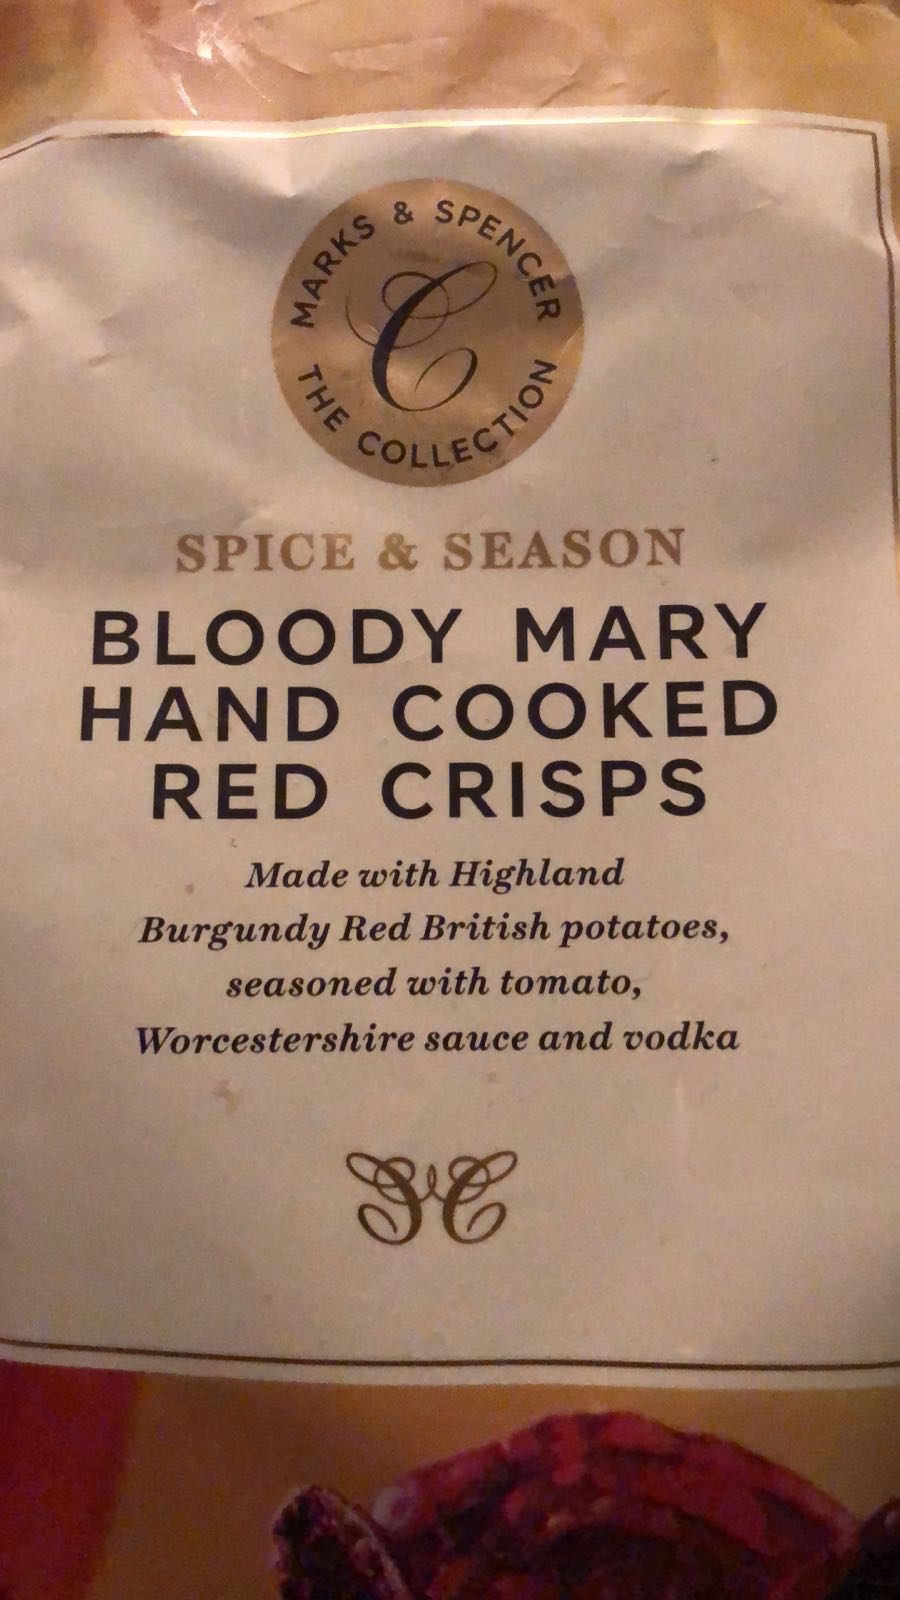 MARKS & SPENCER
C
THE COLLECTION
SPICE & SEASON
BLOODY MARY
HAND COOKED
RED CRISPS
Made with Highland
Burgundy Red British potatoes,
seasoned with tomato,
Worcestershire sauce and vodka